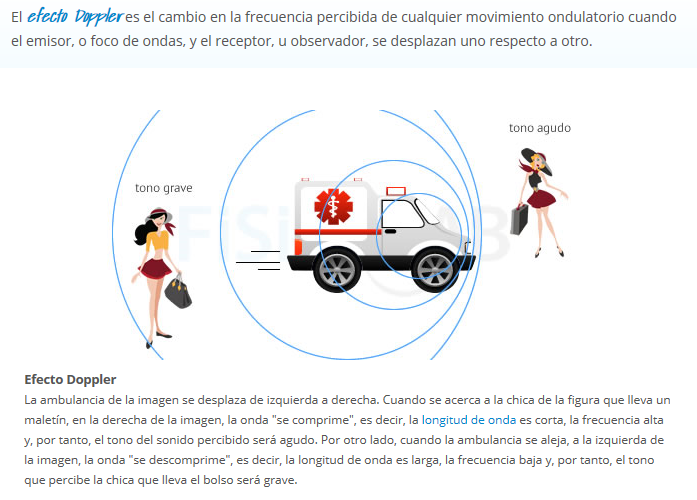 El efecto Doppler es el cambio en la frecuencia percibida de cualquier movimiento ondulatorio cuando
el emisor, o foco de ondas, y el receptor, u observador, se desplazan uno respecto a otro.
tono agudo
tono grave
Efecto Doppler
La ambulancia de la imagen se desplaza de izquierda a derecha. Cuando se acerca a la chica de la figura que lleva un
maletín, en la derecha de la imagen, la onda "se comprime", es decir, la longitud de onda es corta, la frecuencia alta
y, por tanto, el tono del sonido percibido será agudo. Por otro lado, cuando la ambulancia se aleja, a la izquierda de
la imagen, la onda "se descomprime", es decir, la longitud de onda es larga, la frecuencia baja y, por tanto, el tono
que percibe la chica que lleva el bolso será grave.